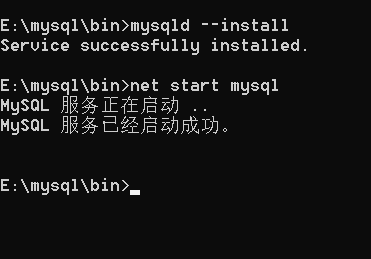 E:\mysql\bin>mysqld --install
Service successfully installed.
E:\mysql\bin>net start mysql
MySQL 服务正在启动 ..
MySQL 服务已经启动成功。
E:\mysql\bin>